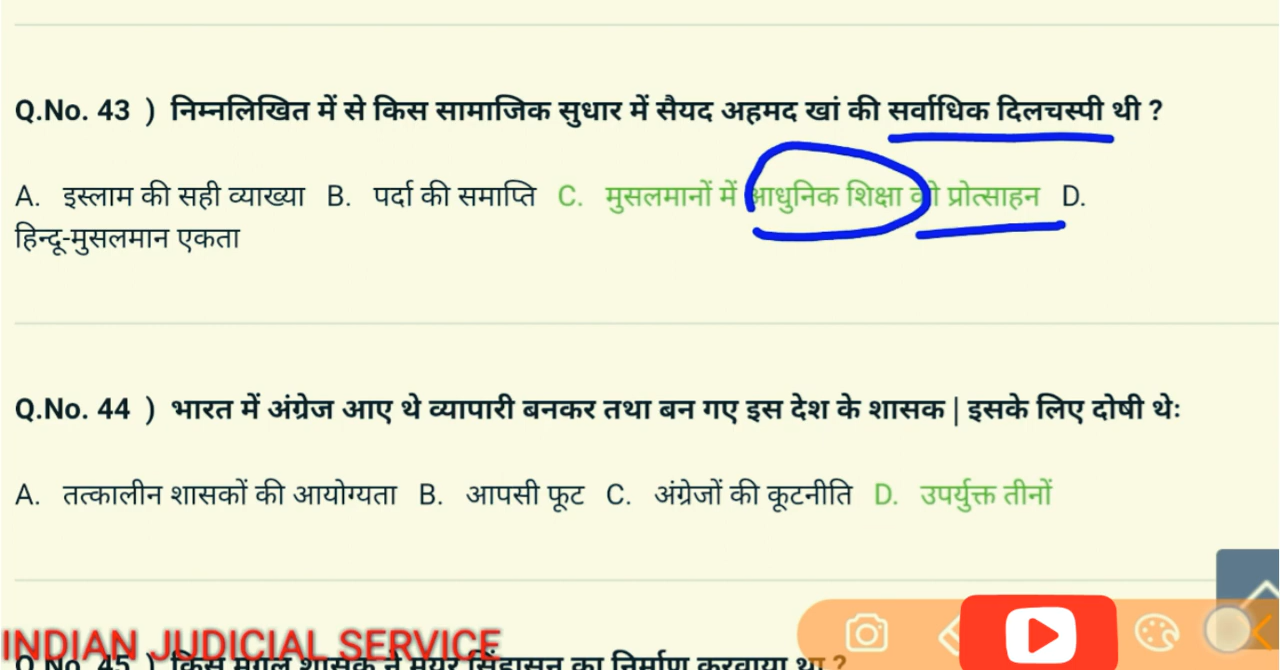 Q.No. 43 ) निम्नलिखित में से किस सामाजिक सुधार में सैयद अहमद खां की सर्वाधिक दिलचस्पी थी ?
A. इस्लाम की सही व्याख्या B. पर्दा की समाप्ति C. मुसलमानों में आधुनिक शिक्षा को प्रोत्साहन D.
हिन्दू-मुसलमान एकता
Q.No. 44 ) भारत में अंग्रेज आए थे व्यापारी बनकर तथा बन गए इस देश के शासक | इसके लिए दोषी थेः
A. तत्कालीन शासकों की आयोग्यता B. आपसी फूट C. अंग्रेजों की कूटनीति D. उपर्युक्त तीनों
INDIAN JUDICIAL SERVICE
Q.No. 45 ) किस मुगल शासक ने मयूर सिंहासन का निर्माण करवाया था ?